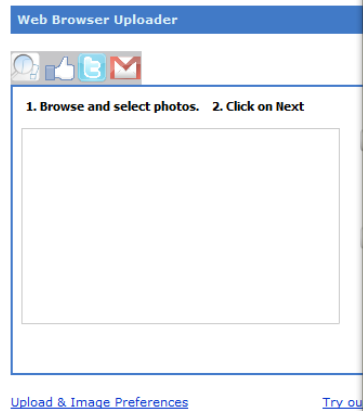 Web Browser Uploader
1. Browse and select photos. 2. Click on Next
Upload & Image Preferences
Try ou